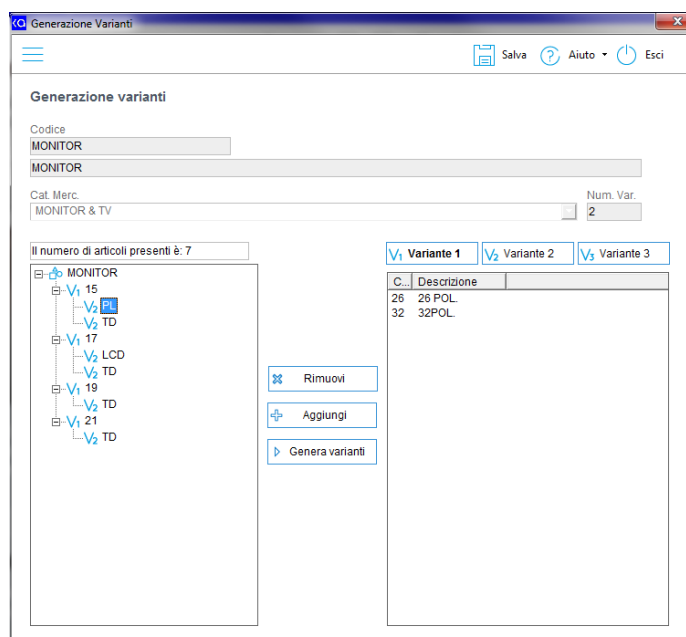 Generazione Varianti
Salva Aiuto Esci
Generazione varianti
Codice
MONITOR
MONITOR
Cat. Merc. Num. Var.
MONITOR & TV 2
Il numero di articoli presenti è: 7
V1 Variante 1 V2 Variante 2 V3 Variante 3
MONITOR
V1 15
V2 PL
V2 TD
V1 17
V2 LCD
V2 TD
V1 19
V2 TD
V1 21
V2 TD
Rimuovi
Aggiungi
Genera varianti
C... Descrizione
26 26 POL.
32 32POL.